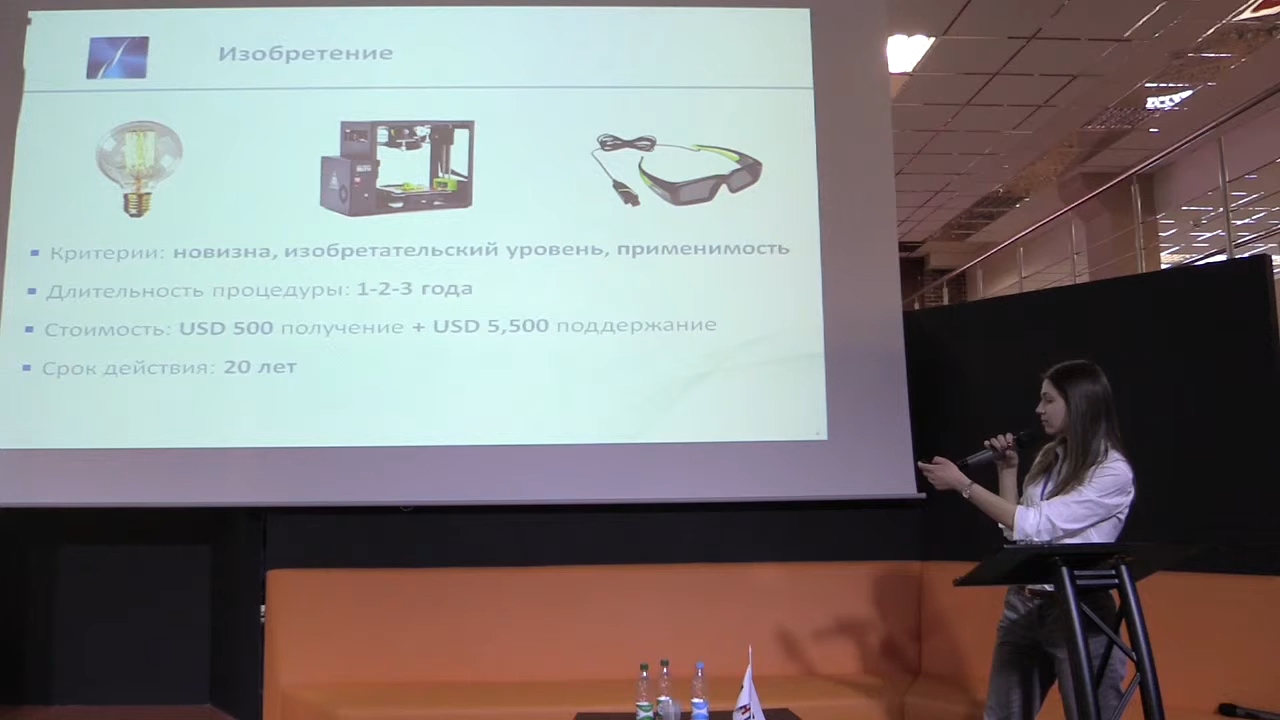 Изобретение
Критерии: новизна, изобретательский уровень, применимость
Длительность процедуры: 1-2-3 года
Стоимость: USD 500 получение + USD 5,500 поддержание
Срок действия: 20 лет